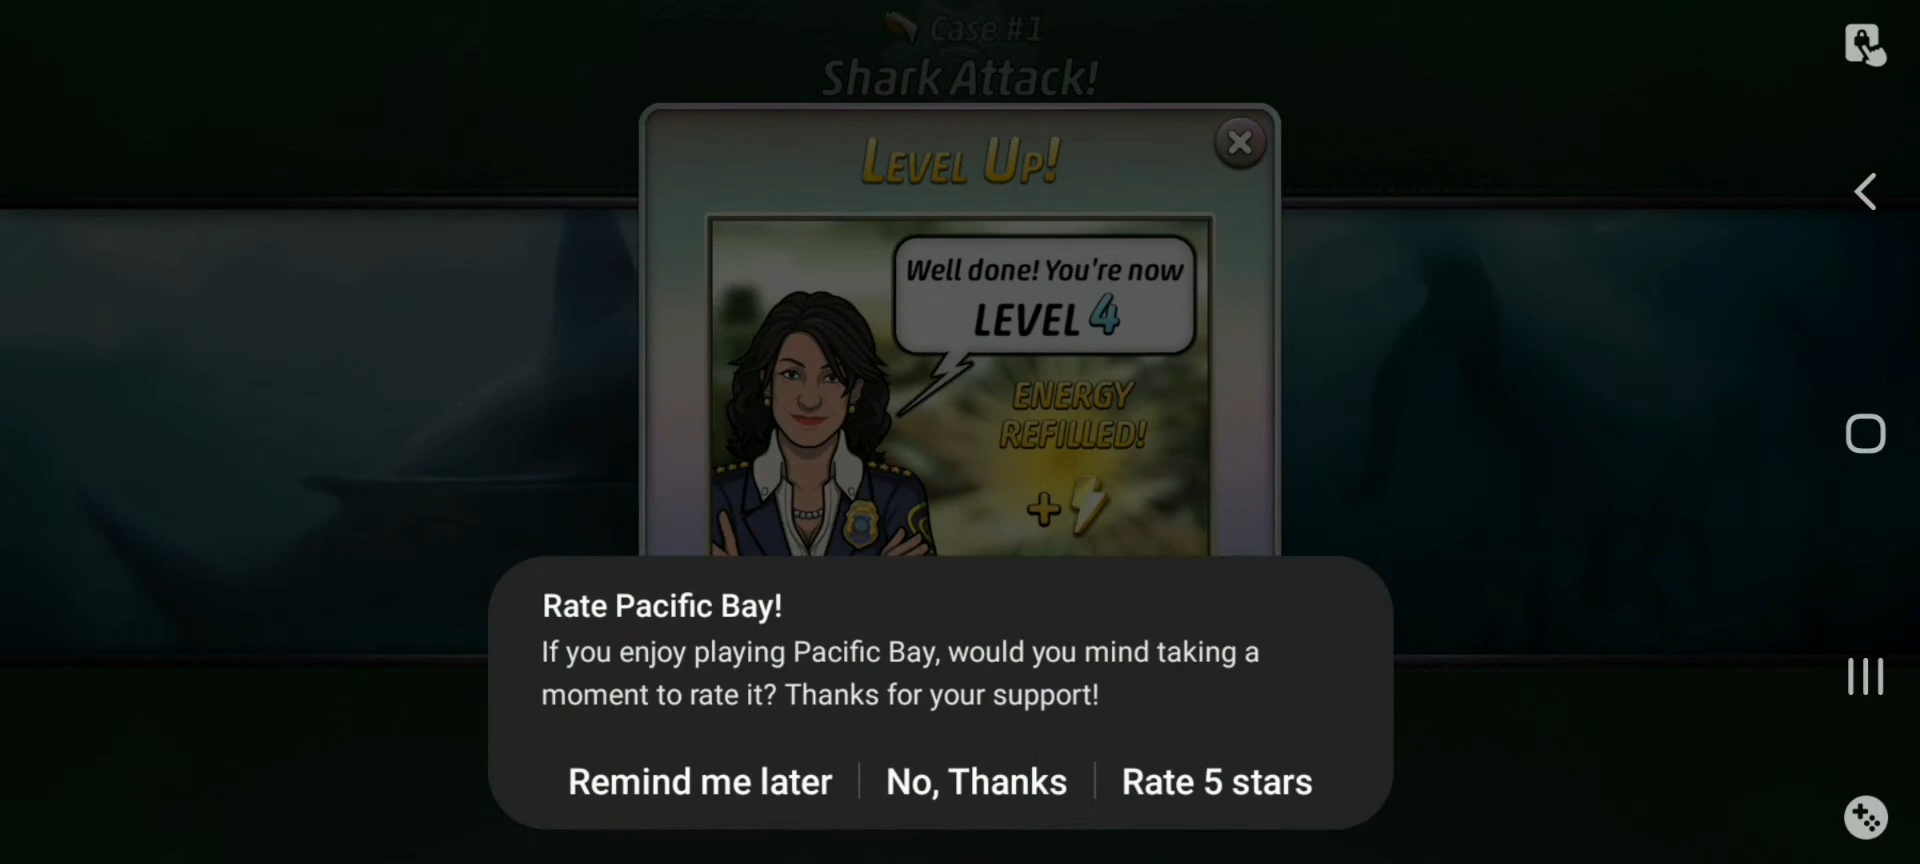 Case #1
Shark Attack!
LEVEL UP!
Well done! You're now
LEVEL 4
ENERGY
REFILLED!
+
Rate Pacific Bay!
If you enjoy playing Pacific Bay, would you mind taking a
moment to rate it? Thanks for your support!
Remind me later
No, Thanks
Rate 5 stars